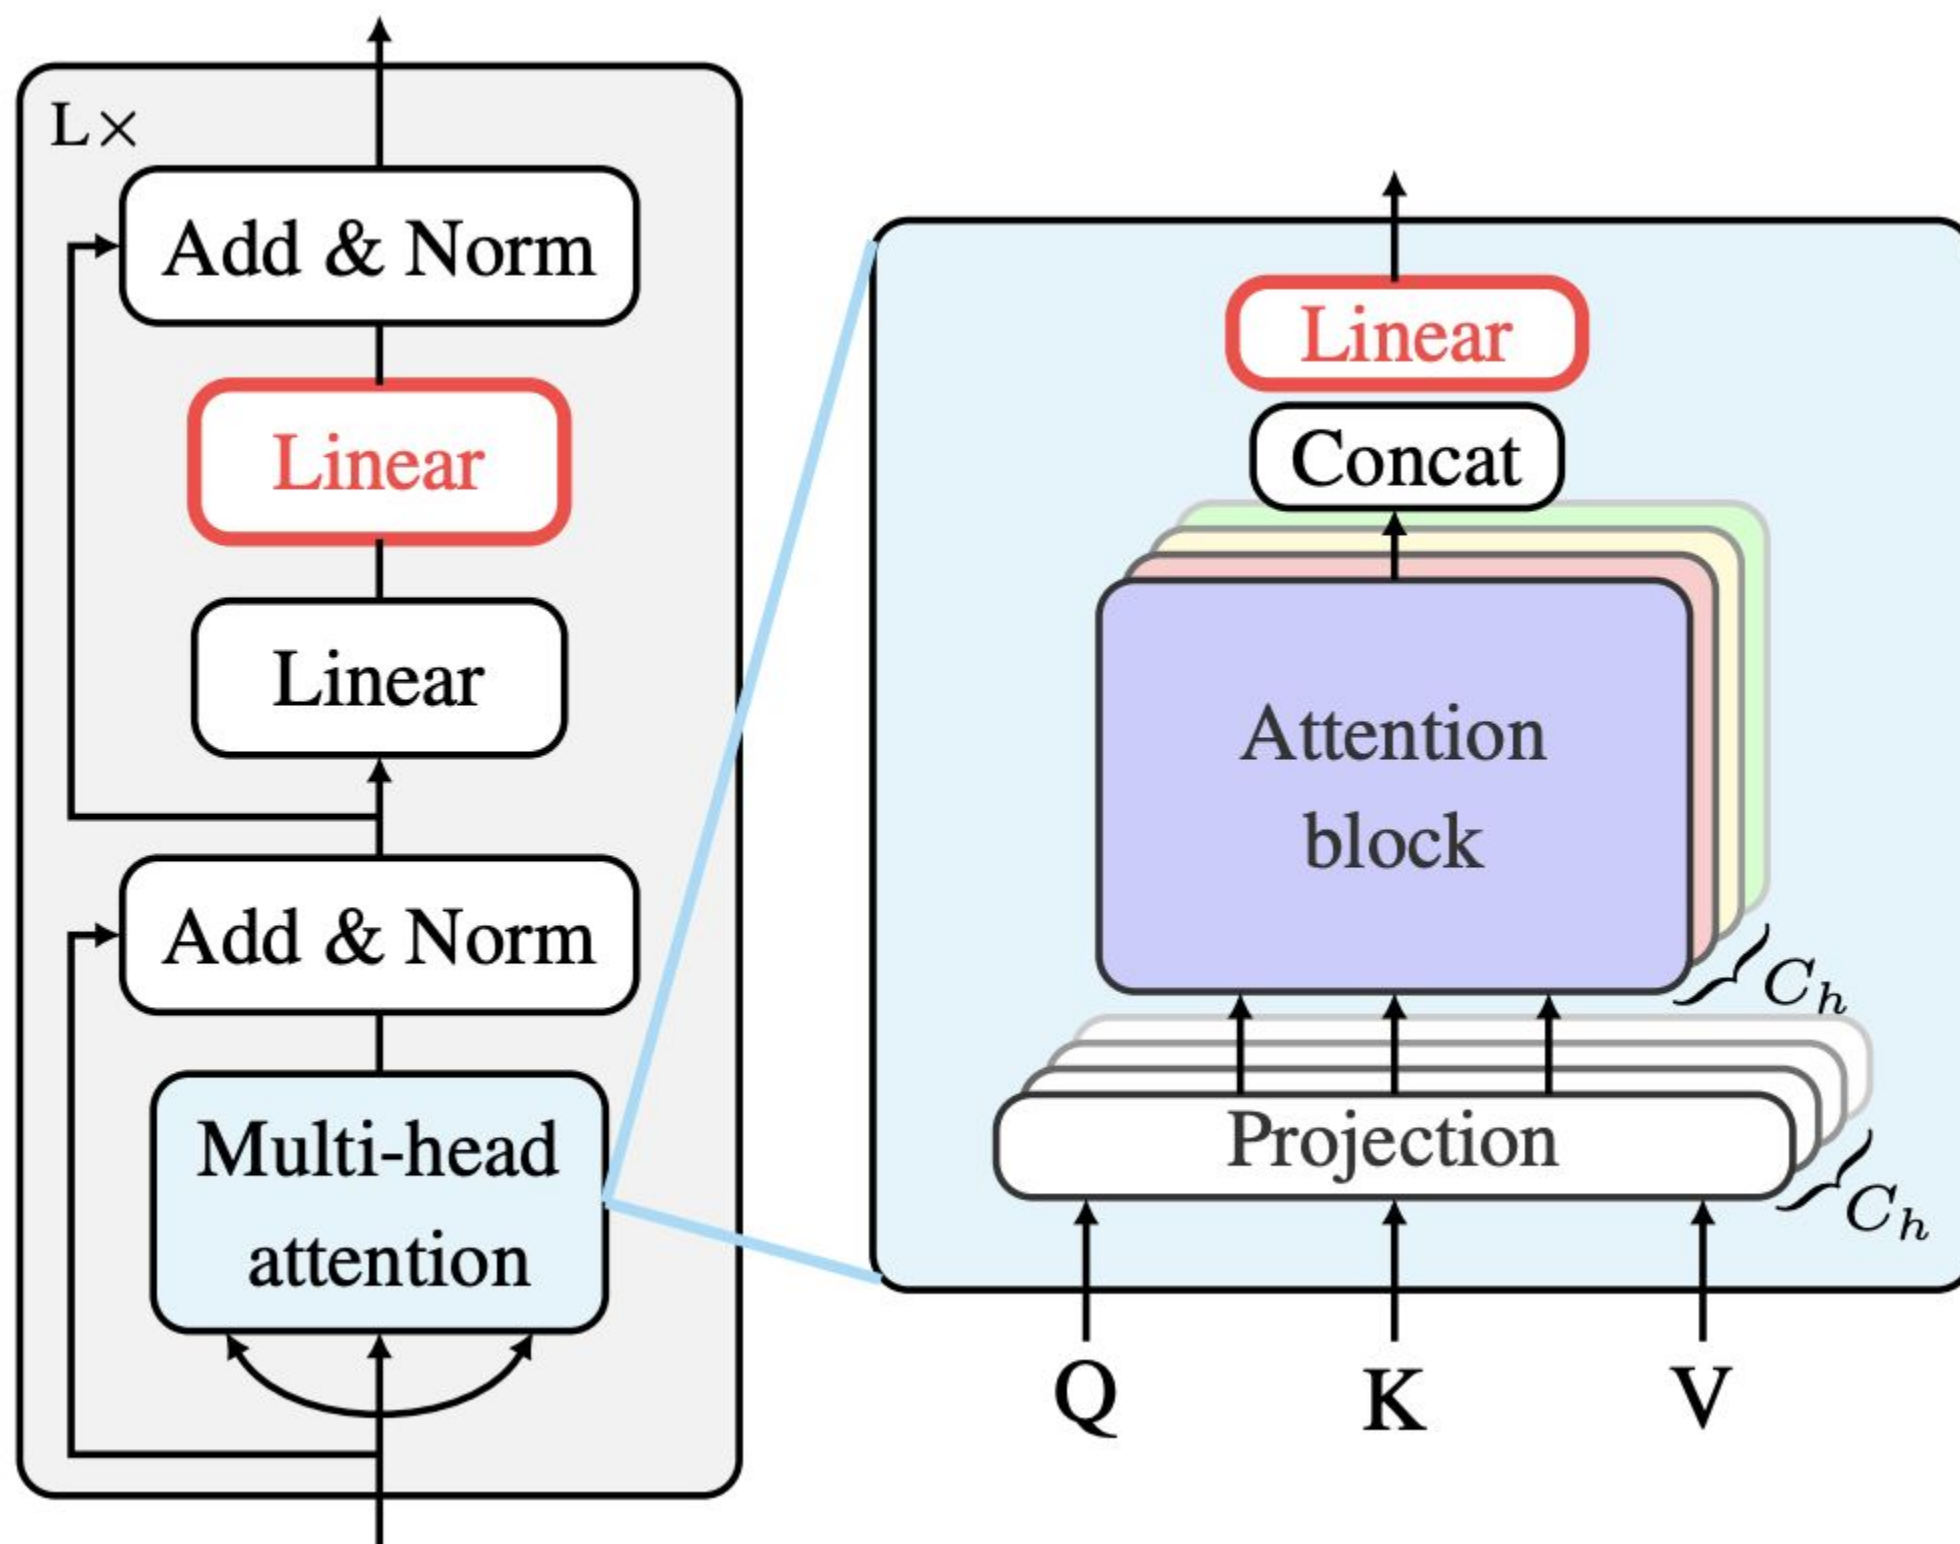 L×
Add & Norm
Linear
Linear
Add & Norm
Multi-head
attention
Linear
Concat
Attention
block
C_h
Projection
C_h
Q K V